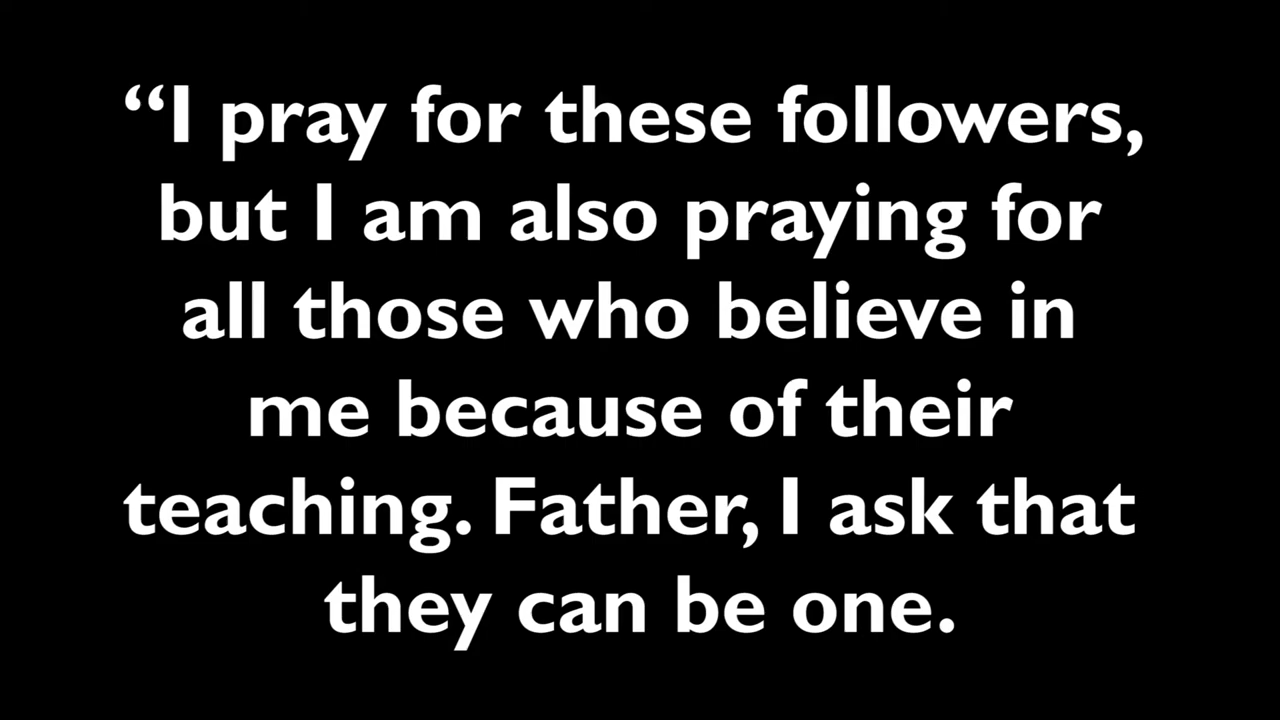 “I pray for these followers,
but I am also praying for
all those who believe in
me because of their
teaching. Father, I ask that
they can be one.